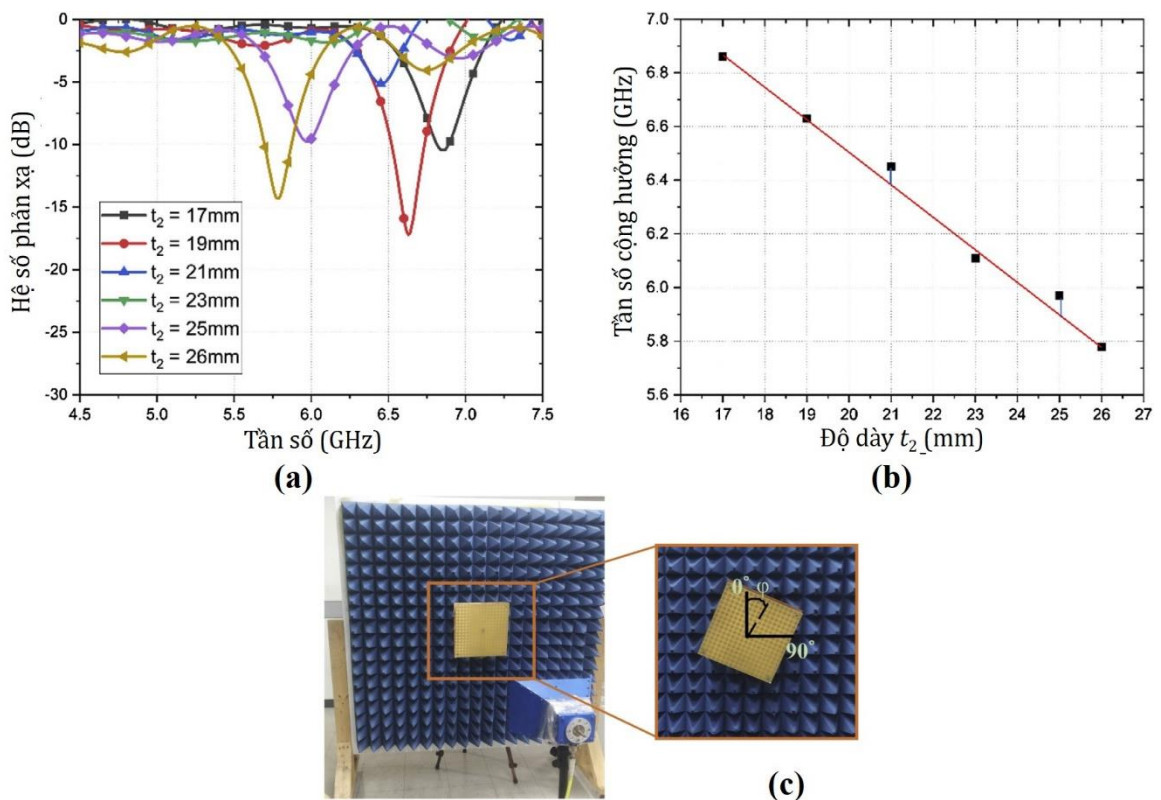 Hệ số phản xạ (dB)
0
-5
-10
-15
-20
-25
-30
t₂ = 17mm
t₂ = 19mm
t₂ = 21mm
t₂ = 23mm
t₂ = 25mm
t₂ = 26mm
4.5 5.0 5.5 6.0 6.5 7.0 7.5
Tần số (GHz)
(a)
Tần số cộng hưởng (GHz)
7.0
6.8
6.6
6.4
6.2
6.0
5.8
5.6
16 17 18 19 20 21 22 23 24 25 26 27
Độ dày t₂_(mm)
(b)
0° φ
90°
(c)